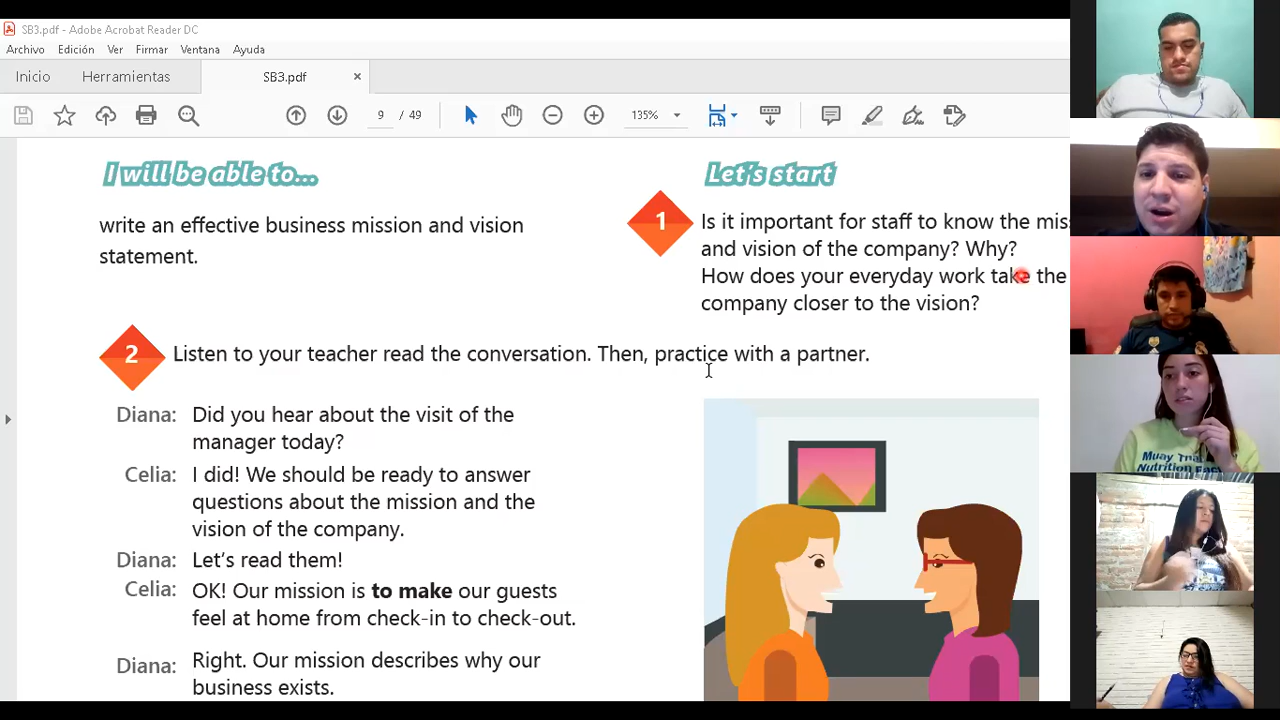 SB3.pdf - Adobe Acrobat Reader DC
Archivo Edición Ver Firmar Ventana Ayuda
Inicio Herramientas SB3.pdf ×
9 / 49 135%
I will be able to...
write an effective business mission and vision
statement.
Let's start
1 Is it important for staff to know the mis
and vision of the company? Why?
How does your everyday work take the
company closer to the vision?
2 Listen to your teacher read the conversation. Then, practice with a partner.
Diana: Did you hear about the visit of the
manager today?
Celia: I did! We should be ready to answer
questions about the mission and the
vision of the company.
Diana: Let's read them!
Celia: OK! Our mission is to make our guests
feel at home from check-in to check-out.
Diana: Right. Our mission describes why our
business exists.
Muay Thai
Nutrition